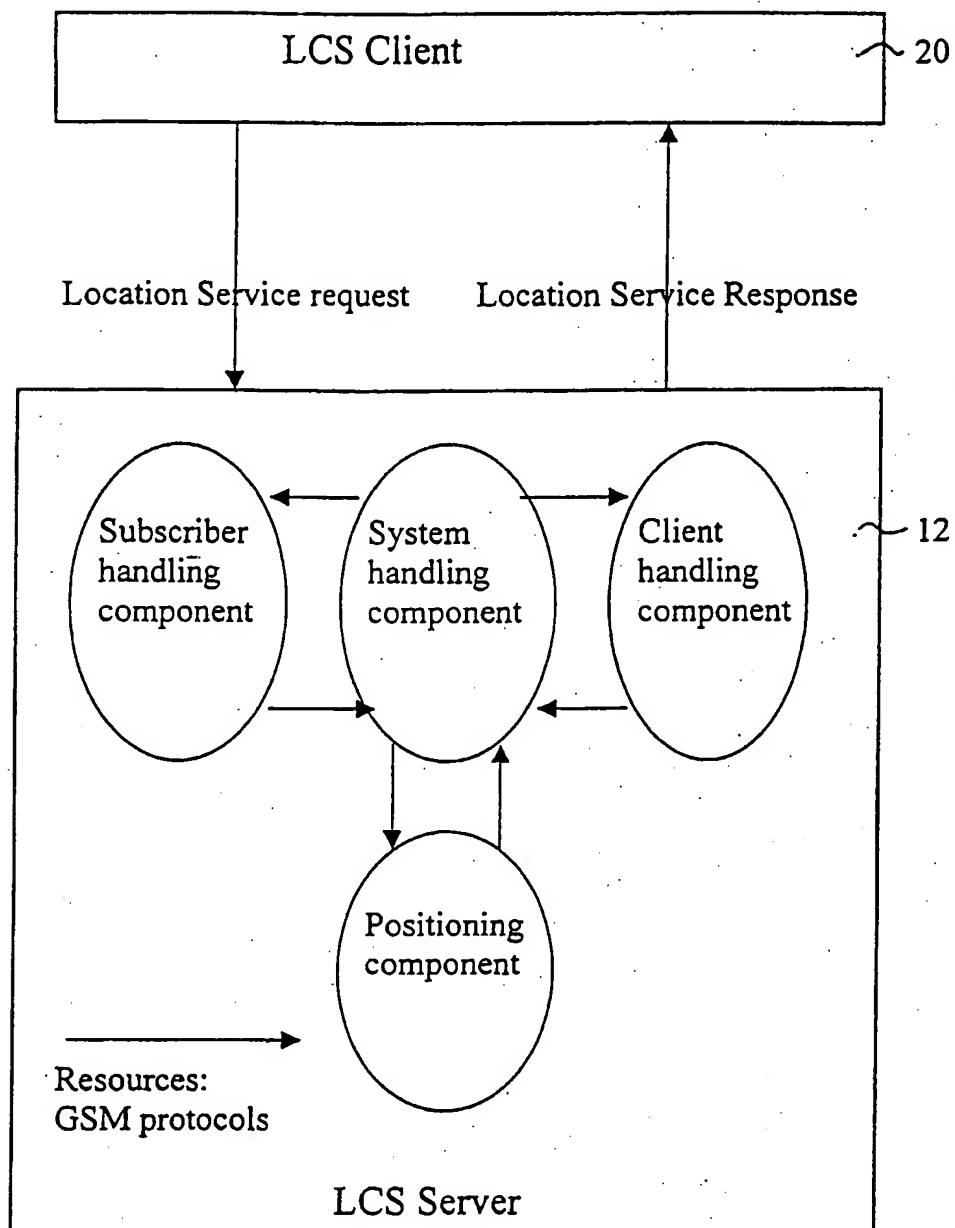 LCS Client
20
Location Service request
Location Service Response
Subscriber
handling
component
System
handling
component
Client
handling
component
12
Positioning
component
Resources:
GSM protocols
LCS Server